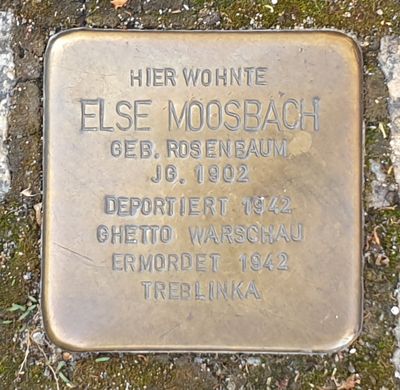 HIER WOHNTE
ELSE MOOSBACH
GEB. ROSENBAUM
JG. 1902
DEPORTIERT 1942
GHETTO WARSCHAU
ERMORDET 1942
TREBLINKA